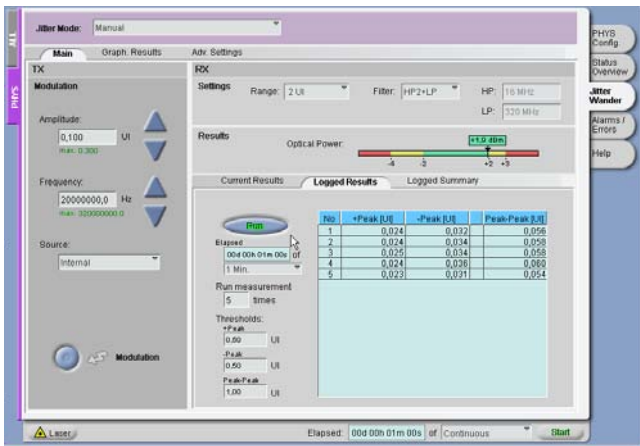 Jitter Mode: Manual
ALL
PHYS
Main Graph. Results Adv. Settings
TX
Modulation
Amplitude:
0,100 UI
max: 0.300
Frequency:
20000000,0 Hz
max: 320000000.0
Source:
Internal
Modulation
RX
Settings Range: 2 UI Filter: HP2+LP HP: 16 MHz
LP: 320 MHz
Results Optical Power: +1,0 dBm
Current Results Logged Results Logged Summary
Run
Elapsed
00d 00h 01m 00s of
1 Min.
Run measurement
5 times
Thresholds:
+Peak
0,50 UI
-Peak
0,50 UI
Peak-Peak
1,00 UI
No +Peak [UI] -Peak [UI] Peak-Peak [UI]
1 0,024 0,032 0,056
2 0,024 0,034 0,058
3 0,025 0,034 0,058
4 0,024 0,036 0,060
5 0,023 0,031 0,054
PHYS
Config.
Status
Overview
Jitter
Wander
Alarms /
Errors
Help
Laser Elapsed: 00d 00h 01m 00s of Continuous Start